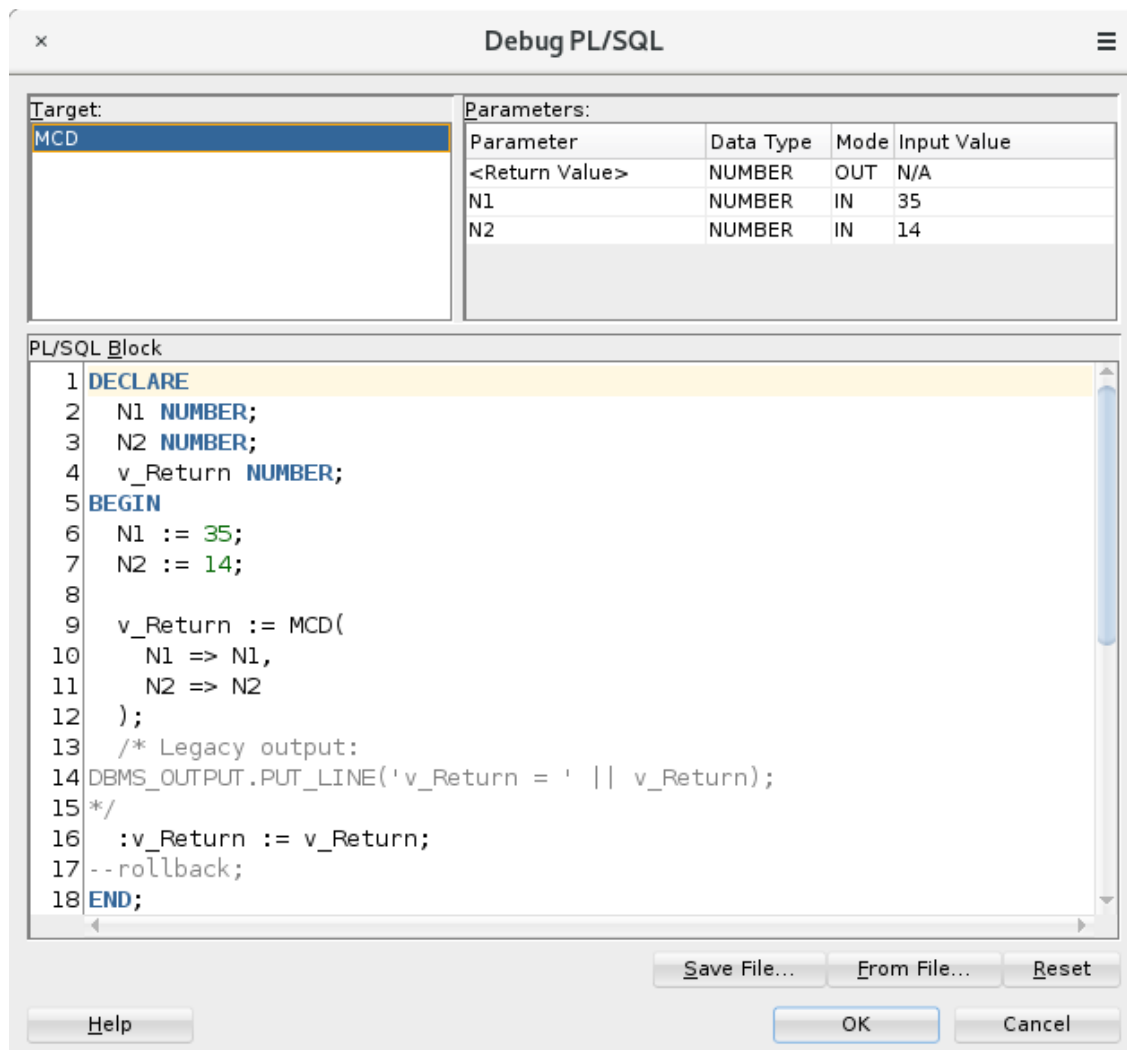 × Debug PL/SQL ≡
Target:
MCD
Parameters:
Parameter Data Type Mode Input Value
<Return Value> NUMBER OUT N/A
N1 NUMBER IN 35
N2 NUMBER IN 14
PL/SQL Block
1 DECLARE
2   N1 NUMBER;
3   N2 NUMBER;
4   v_Return NUMBER;
5 BEGIN
6   N1 := 35;
7   N2 := 14;
8
9   v_Return := MCD(
10     N1 => N1,
11     N2 => N2
12   );
13   /* Legacy output:
14 DBMS_OUTPUT.PUT_LINE('v_Return = ' || v_Return);
15 */
16   :v_Return := v_Return;
17 --rollback;
18 END;
Save File... From File... Reset
Help OK Cancel